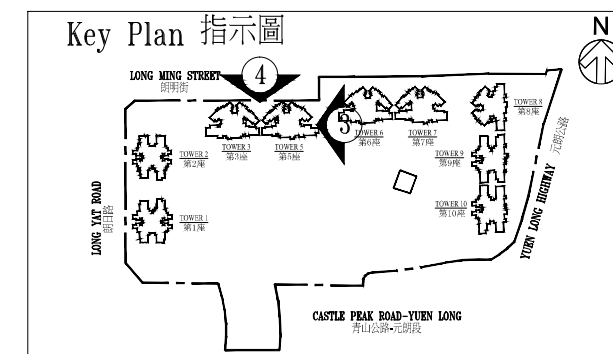 Key Plan 指示圖
N
LONG MING STREET
朗明街
4
5
TOWER 8
第8座
TOWER 6
第6座
TOWER 7
第7座
TOWER 3
第3座
TOWER 5
第5座
TOWER 2
第2座
TOWER 9
第9座
TOWER 10
第10座
TOWER 1
第1座
LONG YAT ROAD
朗日路
YUEN LONG HIGHWAY
元朗公路
CASTLE PEAK ROAD-YUEN LONG
青山公路-元朗段